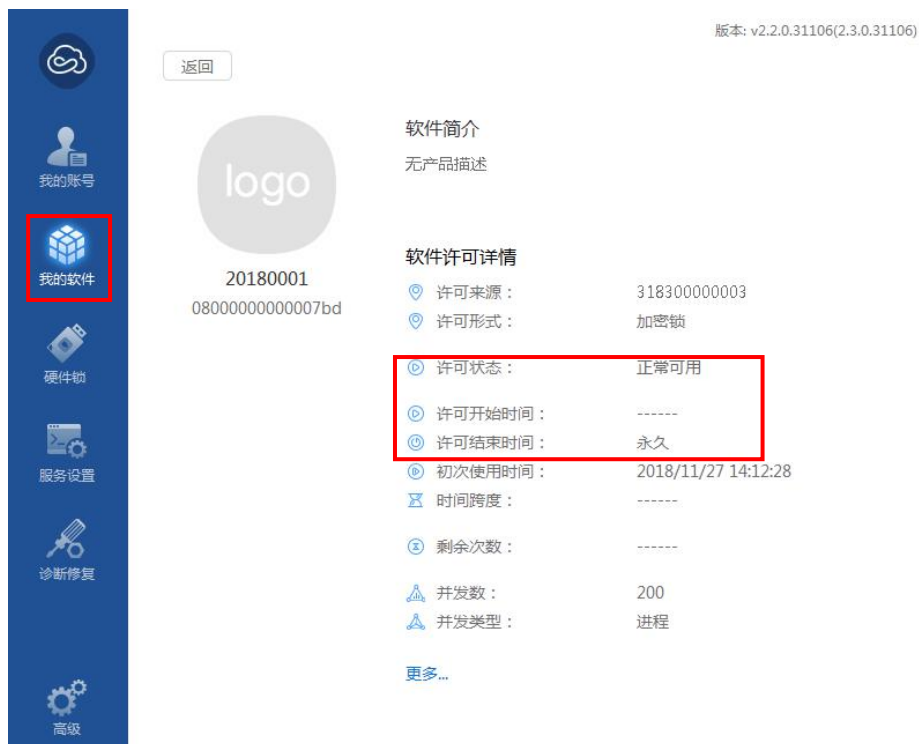 版本: v2.2.0.31106(2.3.0.31106)
返回
我的账号
我的软件
硬件锁
服务设置
诊断修复
高级
logo
20180001
08000000000007bd
软件简介
无产品描述
软件许可详情
许可来源： 318300000003
许可形式： 加密锁
许可状态： 正常可用
许可开始时间： ------
许可结束时间： 永久
初次使用时间： 2018/11/27 14:12:28
时间跨度： ------
剩余次数： ------
并发数： 200
并发类型： 进程
更多...